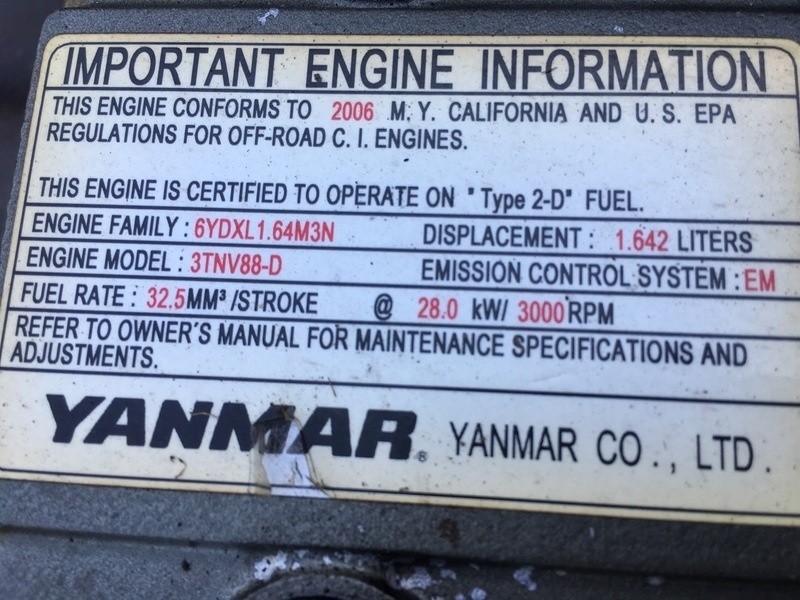 IMPORTANT ENGINE INFORMATION
THIS ENGINE CONFORMS TO 2006 M.Y. CALIFORNIA AND U.S. EPA
REGULATIONS FOR OFF-ROAD C.I. ENGINES.
THIS ENGINE IS CERTIFIED TO OPERATE ON "Type 2-D" FUEL.
ENGINE FAMILY : 6YDXL1.64M3N DISPLACEMENT : 1.642 LITERS
ENGINE MODEL : 3TNV88-D EMISSION CONTROL SYSTEM : EM
FUEL RATE : 32.5MM³/STROKE @ 28.0 kW/ 3000RPM
REFER TO OWNER'S MANUAL FOR MAINTENANCE SPECIFICATIONS AND
ADJUSTMENTS.
YANMAR® YANMAR CO., LTD.